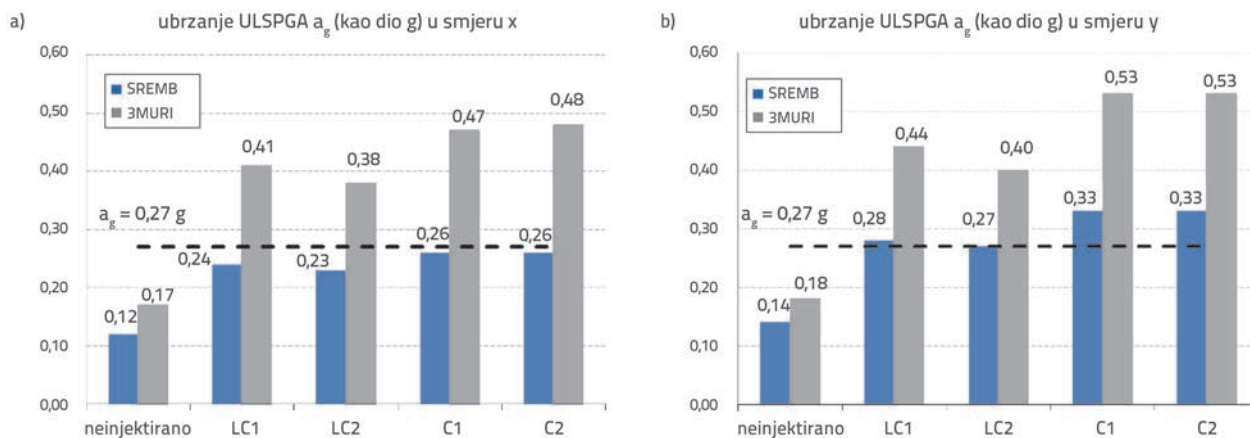 a)
ubrzanje ULSPGA ag (kao dio g) u smjeru x
0,60
0,50
0,40
0,30
0,20
0,10
0,00
SREMB
3MURI
ag = 0,27 g
0,12
0,17
0,24
0,41
0,23
0,38
0,26
0,47
0,26
0,48
neinjektirano LC1 LC2 C1 C2
b)
ubrzanje ULSPGA ag (kao dio g) u smjeru y
0,60
0,50
0,40
0,30
0,20
0,10
0,00
SREMB
3MURI
ag = 0,27 g
0,14
0,18
0,28
0,44
0,27
0,40
0,33
0,53
0,33
0,53
neinjektirano LC1 LC2 C1 C2